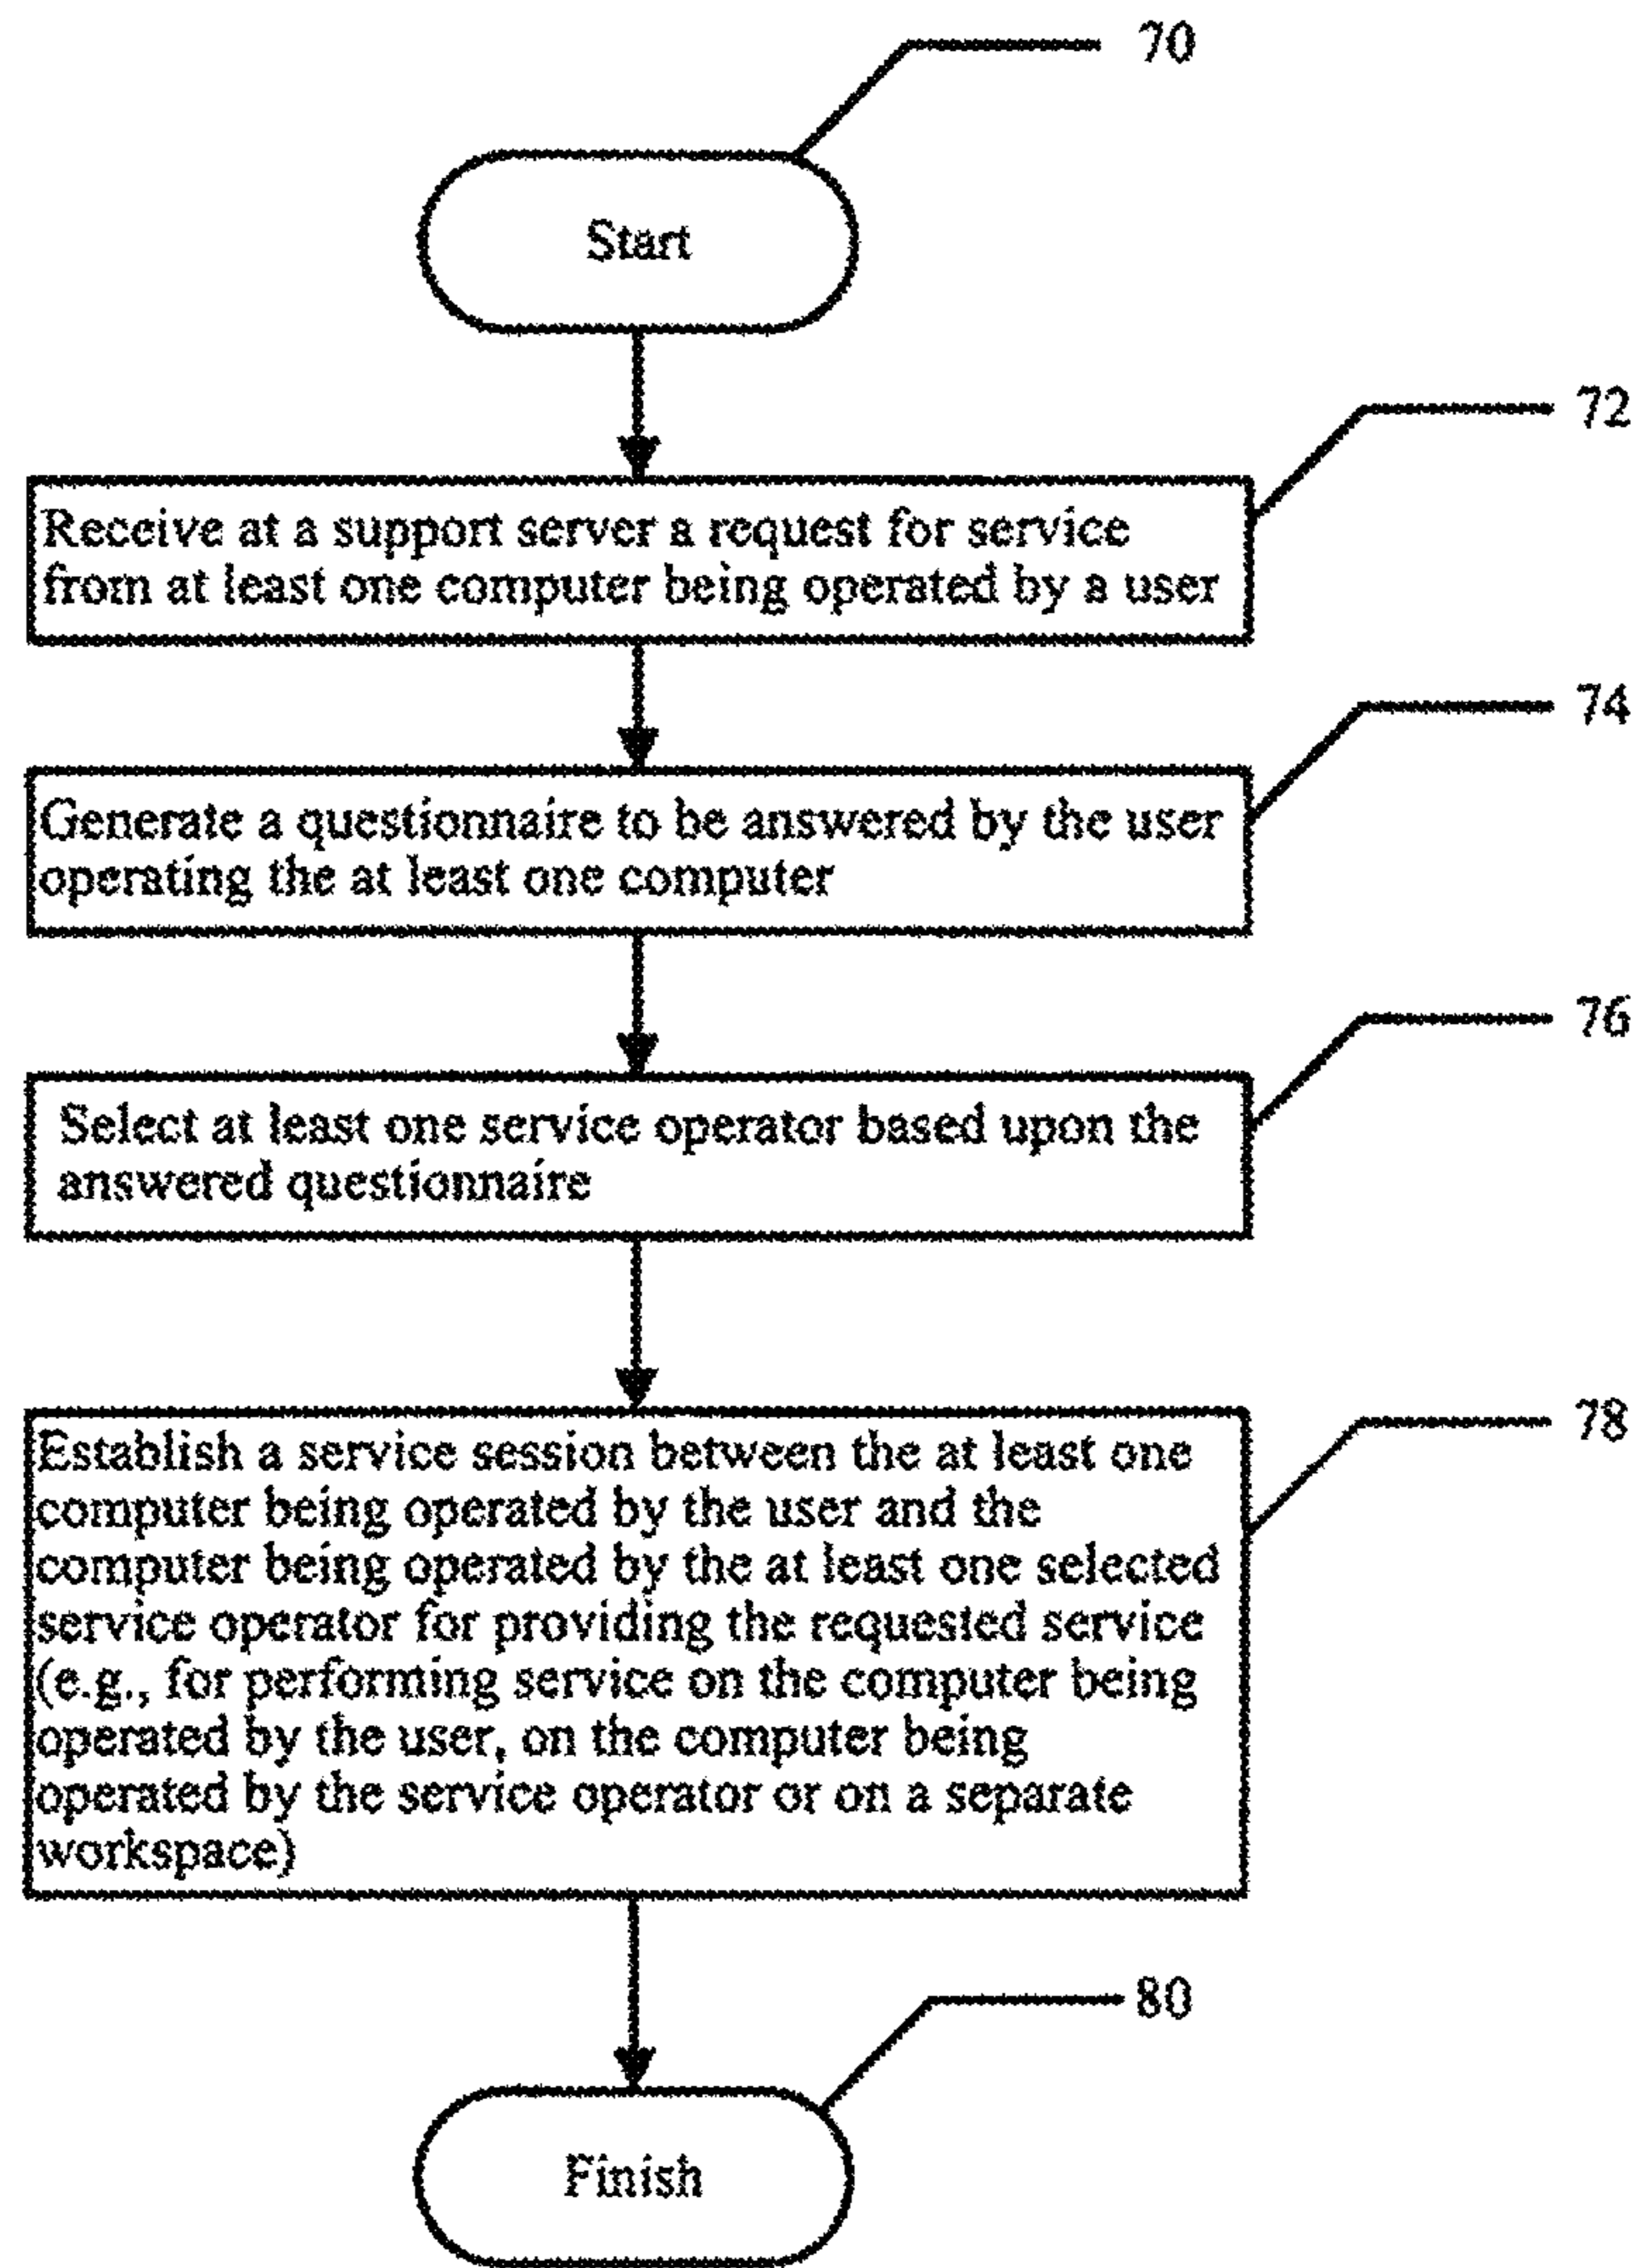 70
Start
72
Receive at a support server a request for service
from at least one computer being operated by a user
74
Generate a questionnaire to be answered by the user
operating the at least one computer
76
Select at least one service operator based upon the
answered questionnaire
78
Establish a service session between the at least one
computer being operated by the user and the
computer being operated by the at least one selected
service operator for providing the requested service
(e.g., for performing service on the computer being
operated by the user, on the computer being
operated by the service operator or on a separate
workspace)
80
Finish